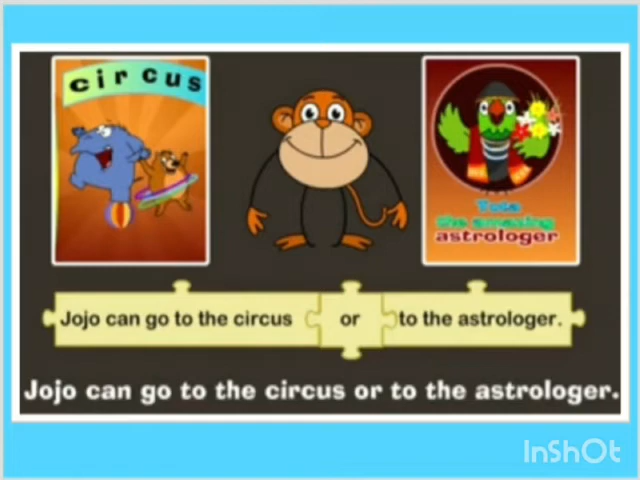 circus
Tota
the amazing
astrologer
Jojo can go to the circus or to the astrologer.
Jojo can go to the circus or to the astrologer.
InShOt